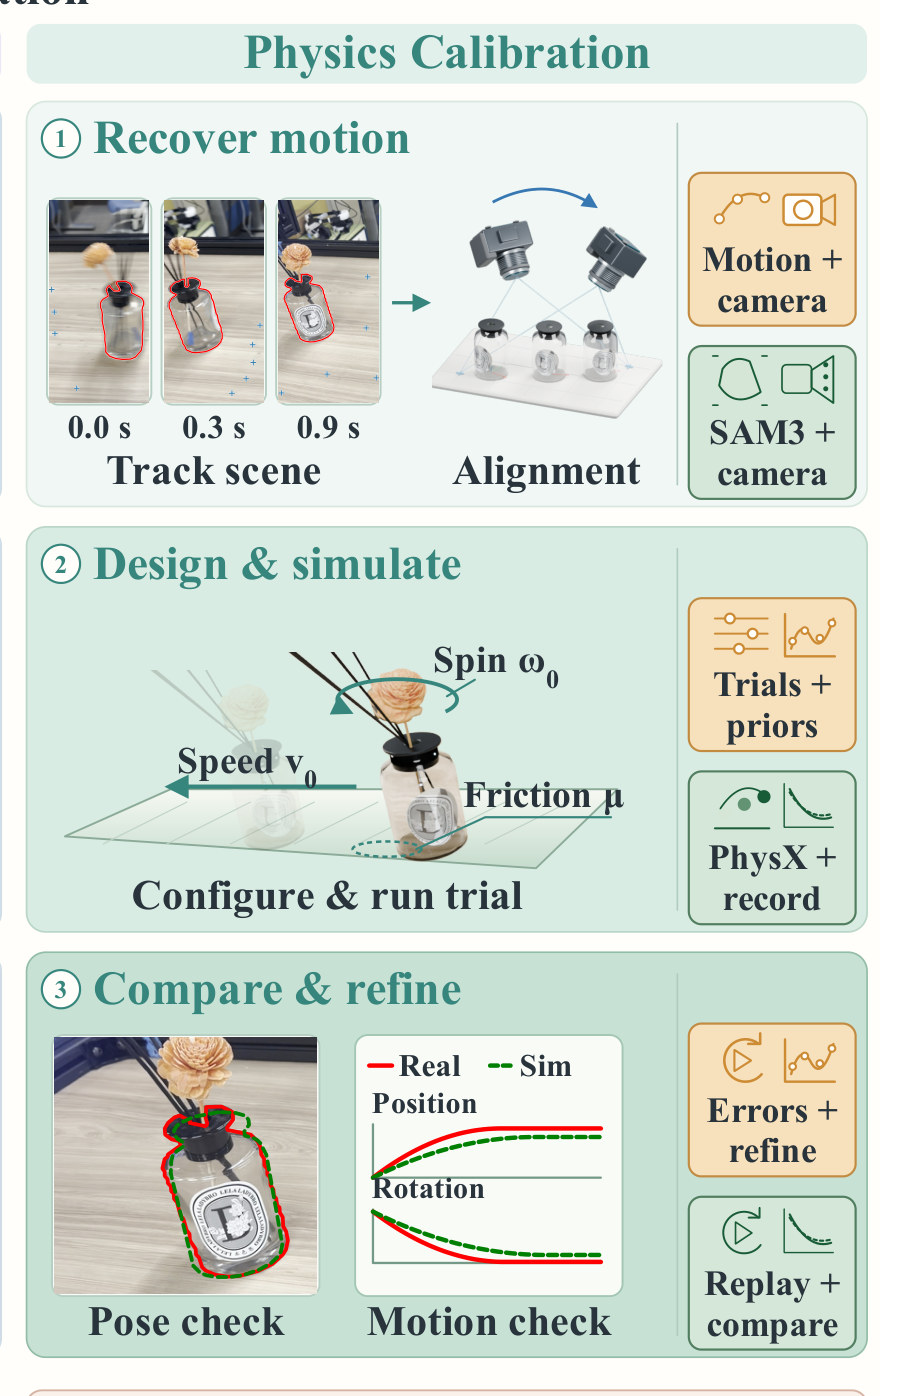 Physics Calibration
1 Recover motion
0.0 s 0.3 s 0.9 s
Track scene
Alignment
Motion +
camera
SAM3 +
camera
2 Design & simulate
Spin ω0
Speed v0
Friction μ
Configure & run trial
Trials +
priors
PhysX +
record
3 Compare & refine
Real Sim
Position
Rotation
Pose check
Motion check
Errors +
refine
Replay +
compare